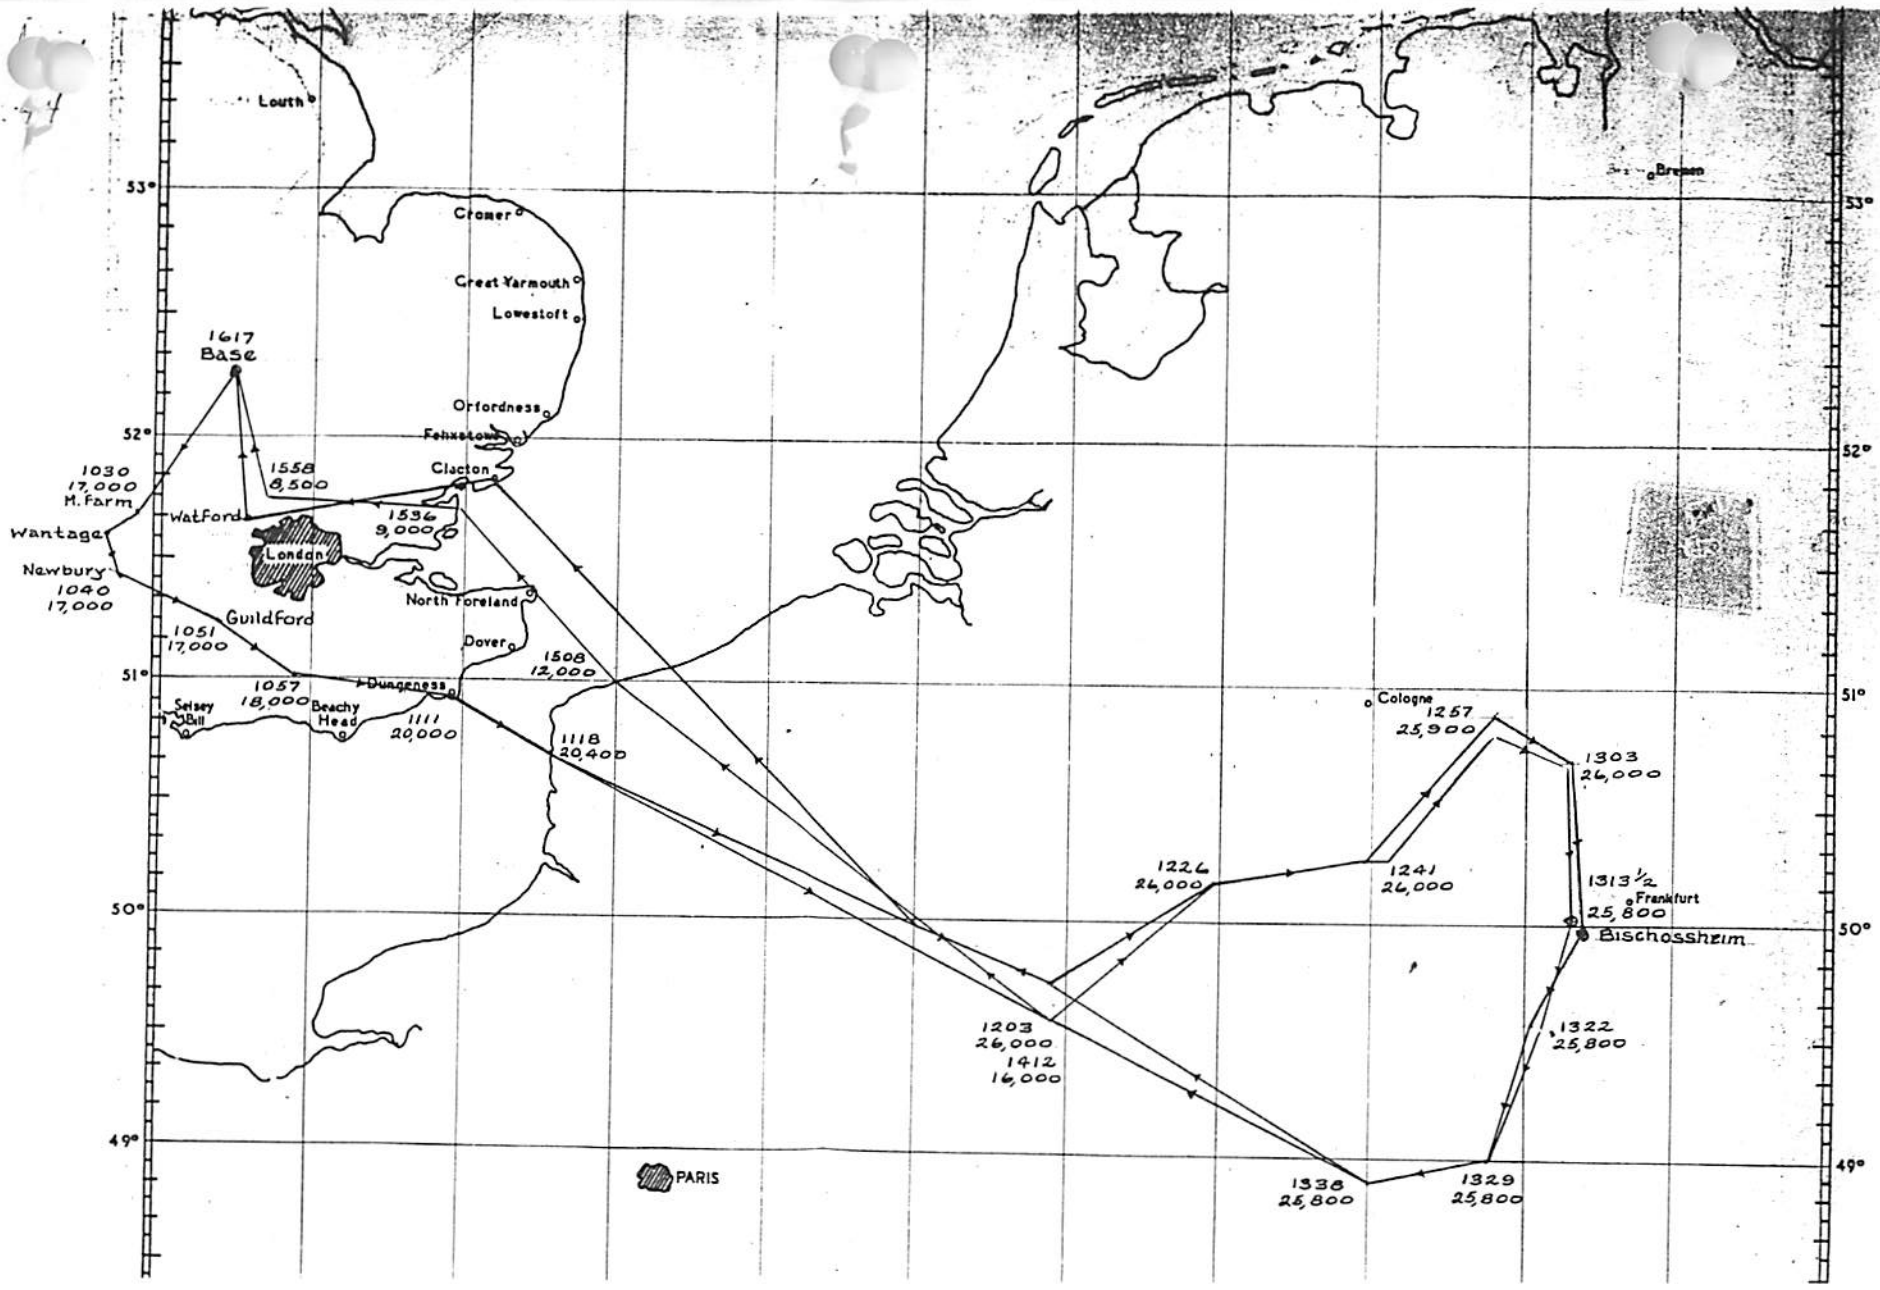 Louth
53°
Bremen
53°
Cromer
Great Yarmouth
Lowestoft
1617
Base
Orfordness
52°
Felixstowe
52°
Clacton
1030
17,000
M. Farm
1558
8,500
Watford
1536
9,000
Wantage
London
Newbury
1040
17,000
North Foreland
Guildford
1051
17,000
Dover
1508
12,000
51°
Dungeness
51°
1057
18,000
Selsey
Bill
Beachy
Head
1111
20,000
1118
20,400
Cologne
1257
25,900
1303
26,000
1226
26,000
1241
26,000
1313 1/2
Frankfurt
25,800
50°
Bischossheim
50°
1203
26,000
1412
16,000
1322
25,800
49°
49°
PARIS
1338
25,800
1329
25,800